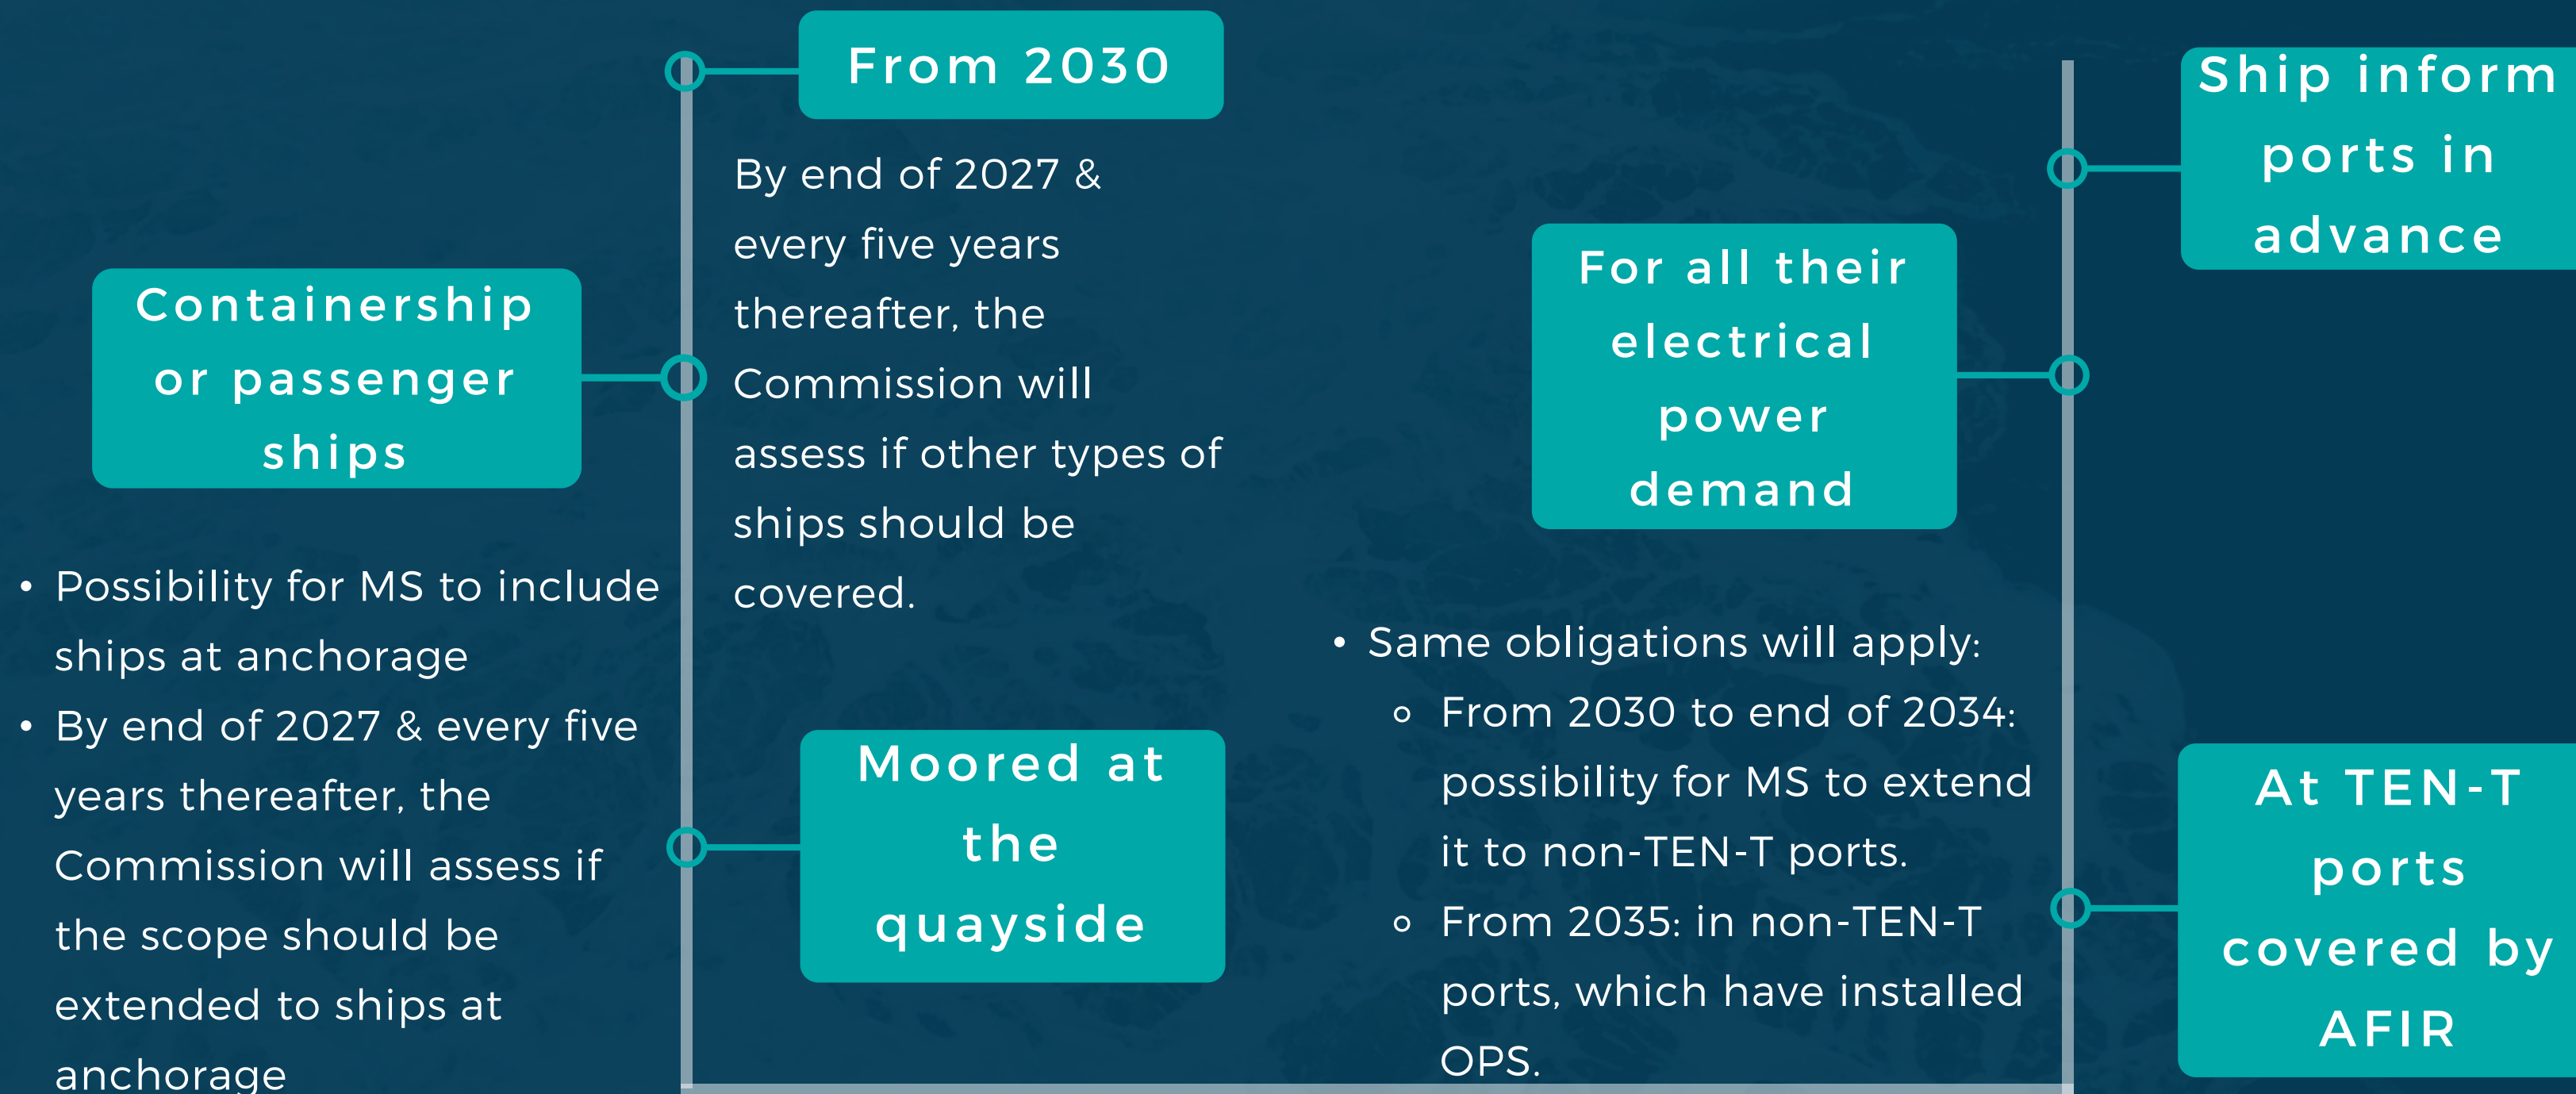 From 2030
By end of 2027 &
every five years
thereafter, the
Commission will
assess if other types of
ships should be
covered.
Containership
or passenger
ships
• Possibility for MS to include
ships at anchorage
• By end of 2027 & every five
years thereafter, the
Commission will assess if
the scope should be
extended to ships at
anchorage
Moored at
the
quayside
Ship inform
ports in
advance
For all their
electrical
power
demand
• Same obligations will apply:
○ From 2030 to end of 2034:
possibility for MS to extend
it to non-TEN-T ports.
○ From 2035: in non-TEN-T
ports, which have installed
OPS.
At TEN-T
ports
covered by
AFIR